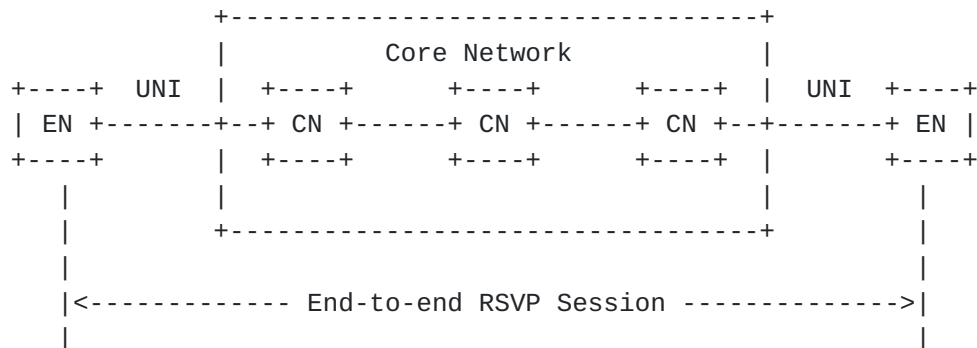 +----------------------------------+
|          Core Network            |
+----+  UNI  |  +----+      +----+      +----+  |  UNI  +----+
| EN +-------+--+ CN +------+ CN +------+ CN +--+-------+ EN |
+----+       |  +----+      +----+      +----+  |       +----+
|         |                                  |         |
|         +----------------------------------+         |
|                                                      |
|<------------- End-to-end RSVP Session -------------->|
|                                                      |